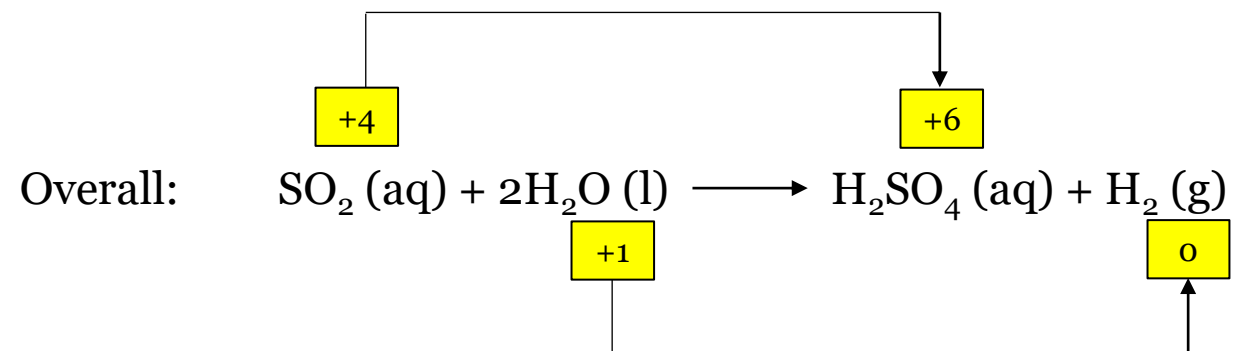 +4 +6
Overall: SO₂ (aq) + 2H₂O (l) ⟶ H₂SO₄ (aq) + H₂ (g)
+1 0